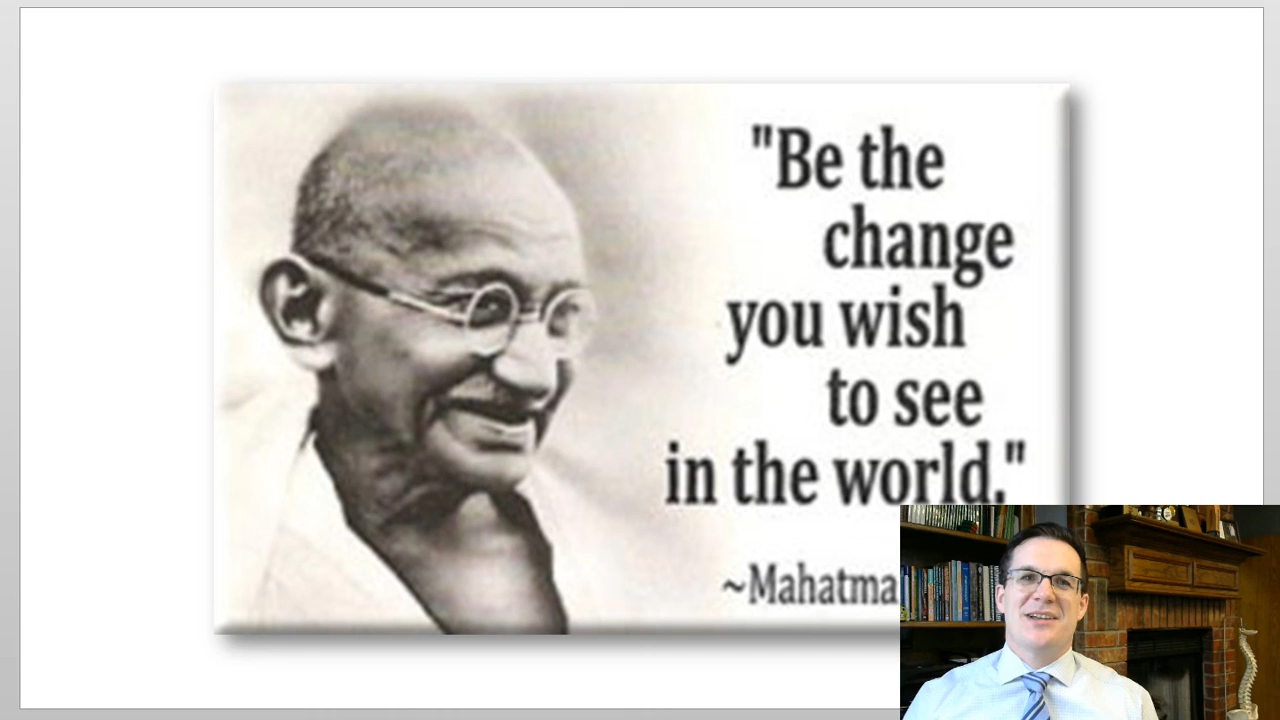 "Be the
change
you wish
to see
in the world."
~Mahatma